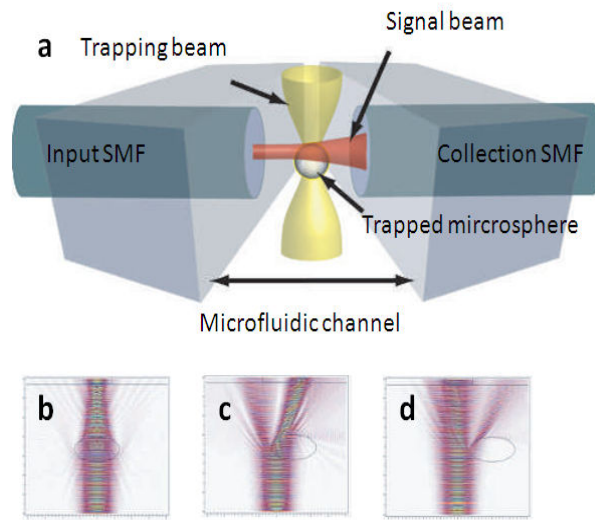 a
Signal beam
Trapping beam
Input SMF
Collection SMF
Trapped mircrosphere
Microfluidic channel
b
c
d